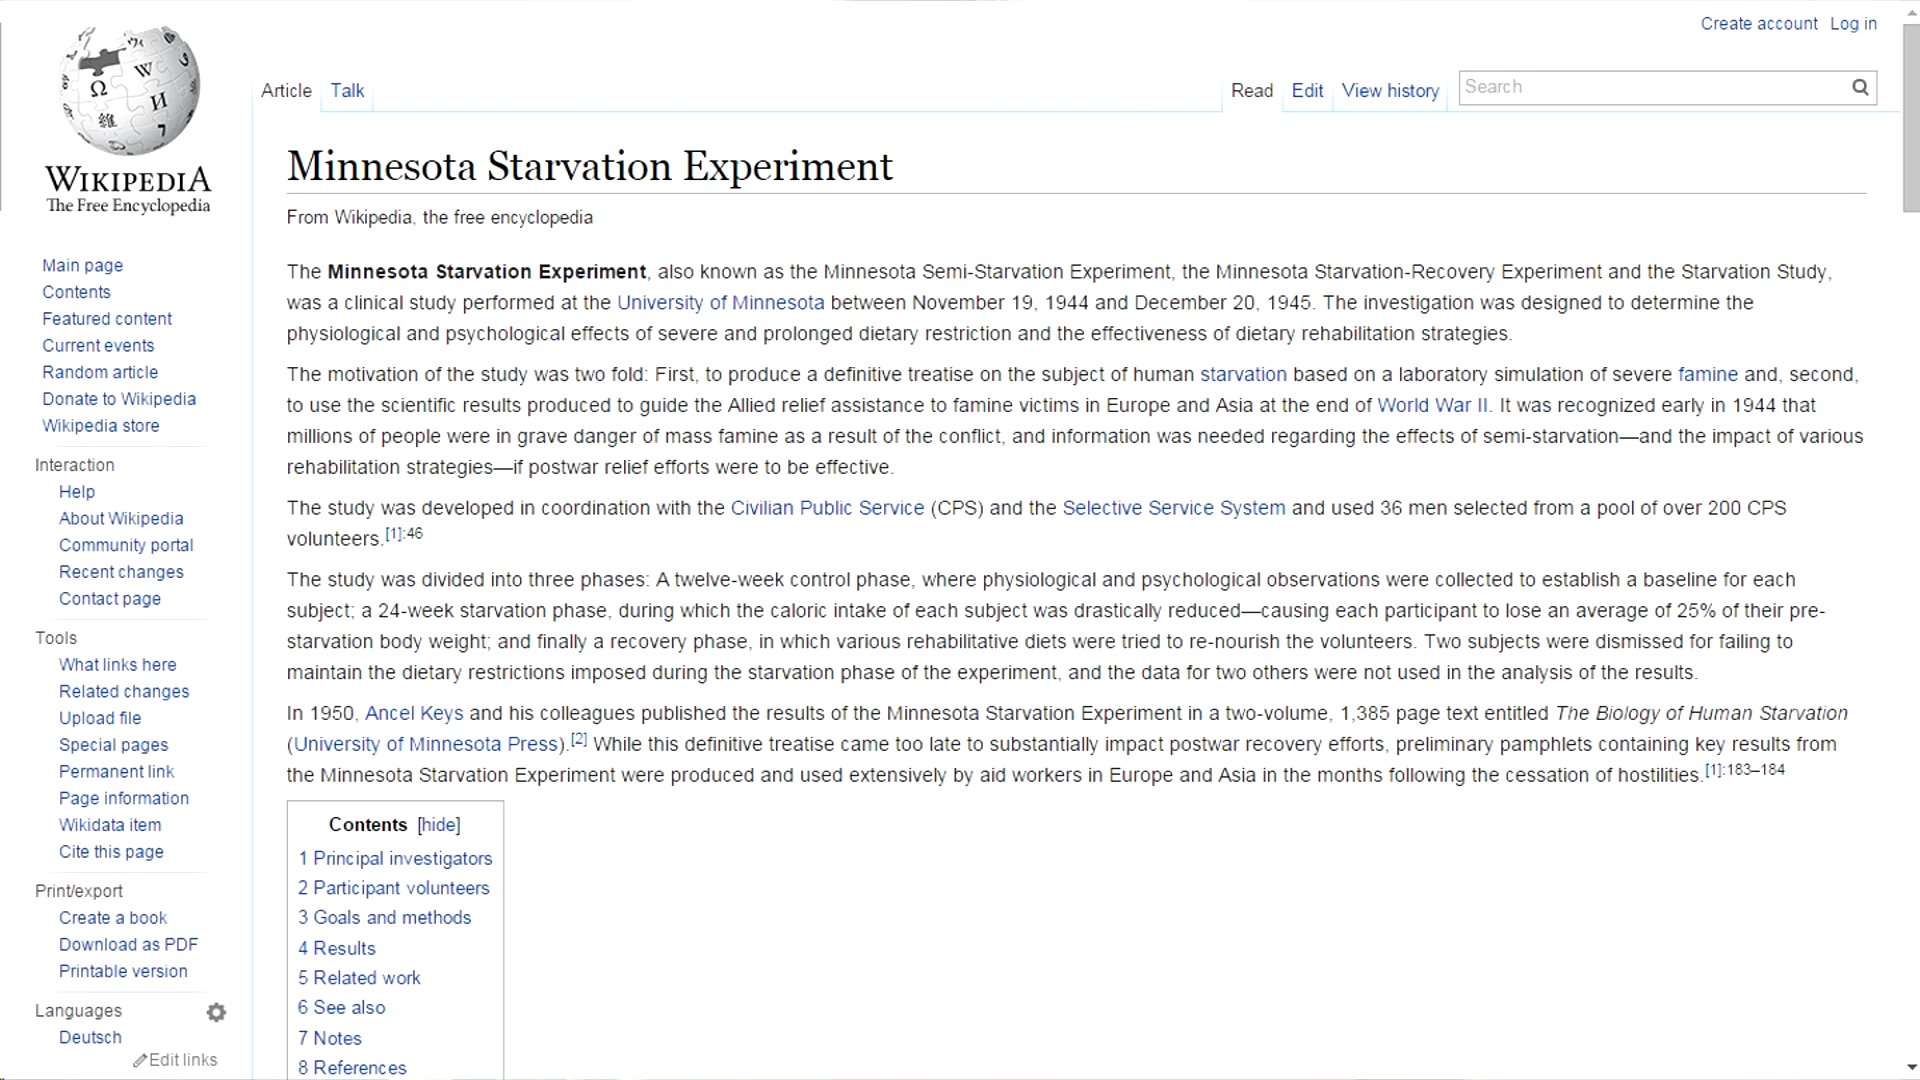 Create account Log in
Article Talk Read Edit View history Search
WIKIPEDIA
The Free Encyclopedia
Main page
Contents
Featured content
Current events
Random article
Donate to Wikipedia
Wikipedia store
Interaction
Help
About Wikipedia
Community portal
Recent changes
Contact page
Tools
What links here
Related changes
Upload file
Special pages
Permanent link
Page information
Wikidata item
Cite this page
Print/export
Create a book
Download as PDF
Printable version
Languages
Deutsch
Edit links
Minnesota Starvation Experiment
From Wikipedia, the free encyclopedia
The Minnesota Starvation Experiment, also known as the Minnesota Semi-Starvation Experiment, the Minnesota Starvation-Recovery Experiment and the Starvation Study,
was a clinical study performed at the University of Minnesota between November 19, 1944 and December 20, 1945. The investigation was designed to determine the
physiological and psychological effects of severe and prolonged dietary restriction and the effectiveness of dietary rehabilitation strategies.
The motivation of the study was two fold: First, to produce a definitive treatise on the subject of human starvation based on a laboratory simulation of severe famine and, second,
to use the scientific results produced to guide the Allied relief assistance to famine victims in Europe and Asia at the end of World War II. It was recognized early in 1944 that
millions of people were in grave danger of mass famine as a result of the conflict, and information was needed regarding the effects of semi-starvation—and the impact of various
rehabilitation strategies—if postwar relief efforts were to be effective.
The study was developed in coordination with the Civilian Public Service (CPS) and the Selective Service System and used 36 men selected from a pool of over 200 CPS
volunteers.[1]:46
The study was divided into three phases: A twelve-week control phase, where physiological and psychological observations were collected to establish a baseline for each
subject; a 24-week starvation phase, during which the caloric intake of each subject was drastically reduced—causing each participant to lose an average of 25% of their pre-
starvation body weight; and finally a recovery phase, in which various rehabilitative diets were tried to re-nourish the volunteers. Two subjects were dismissed for failing to
maintain the dietary restrictions imposed during the starvation phase of the experiment, and the data for two others were not used in the analysis of the results.
In 1950, Ancel Keys and his colleagues published the results of the Minnesota Starvation Experiment in a two-volume, 1,385 page text entitled The Biology of Human Starvation
(University of Minnesota Press).[2] While this definitive treatise came too late to substantially impact postwar recovery efforts, preliminary pamphlets containing key results from
the Minnesota Starvation Experiment were produced and used extensively by aid workers in Europe and Asia in the months following the cessation of hostilities.[1]:183–184
Contents [hide]
1 Principal investigators
2 Participant volunteers
3 Goals and methods
4 Results
5 Related work
6 See also
7 Notes
8 References